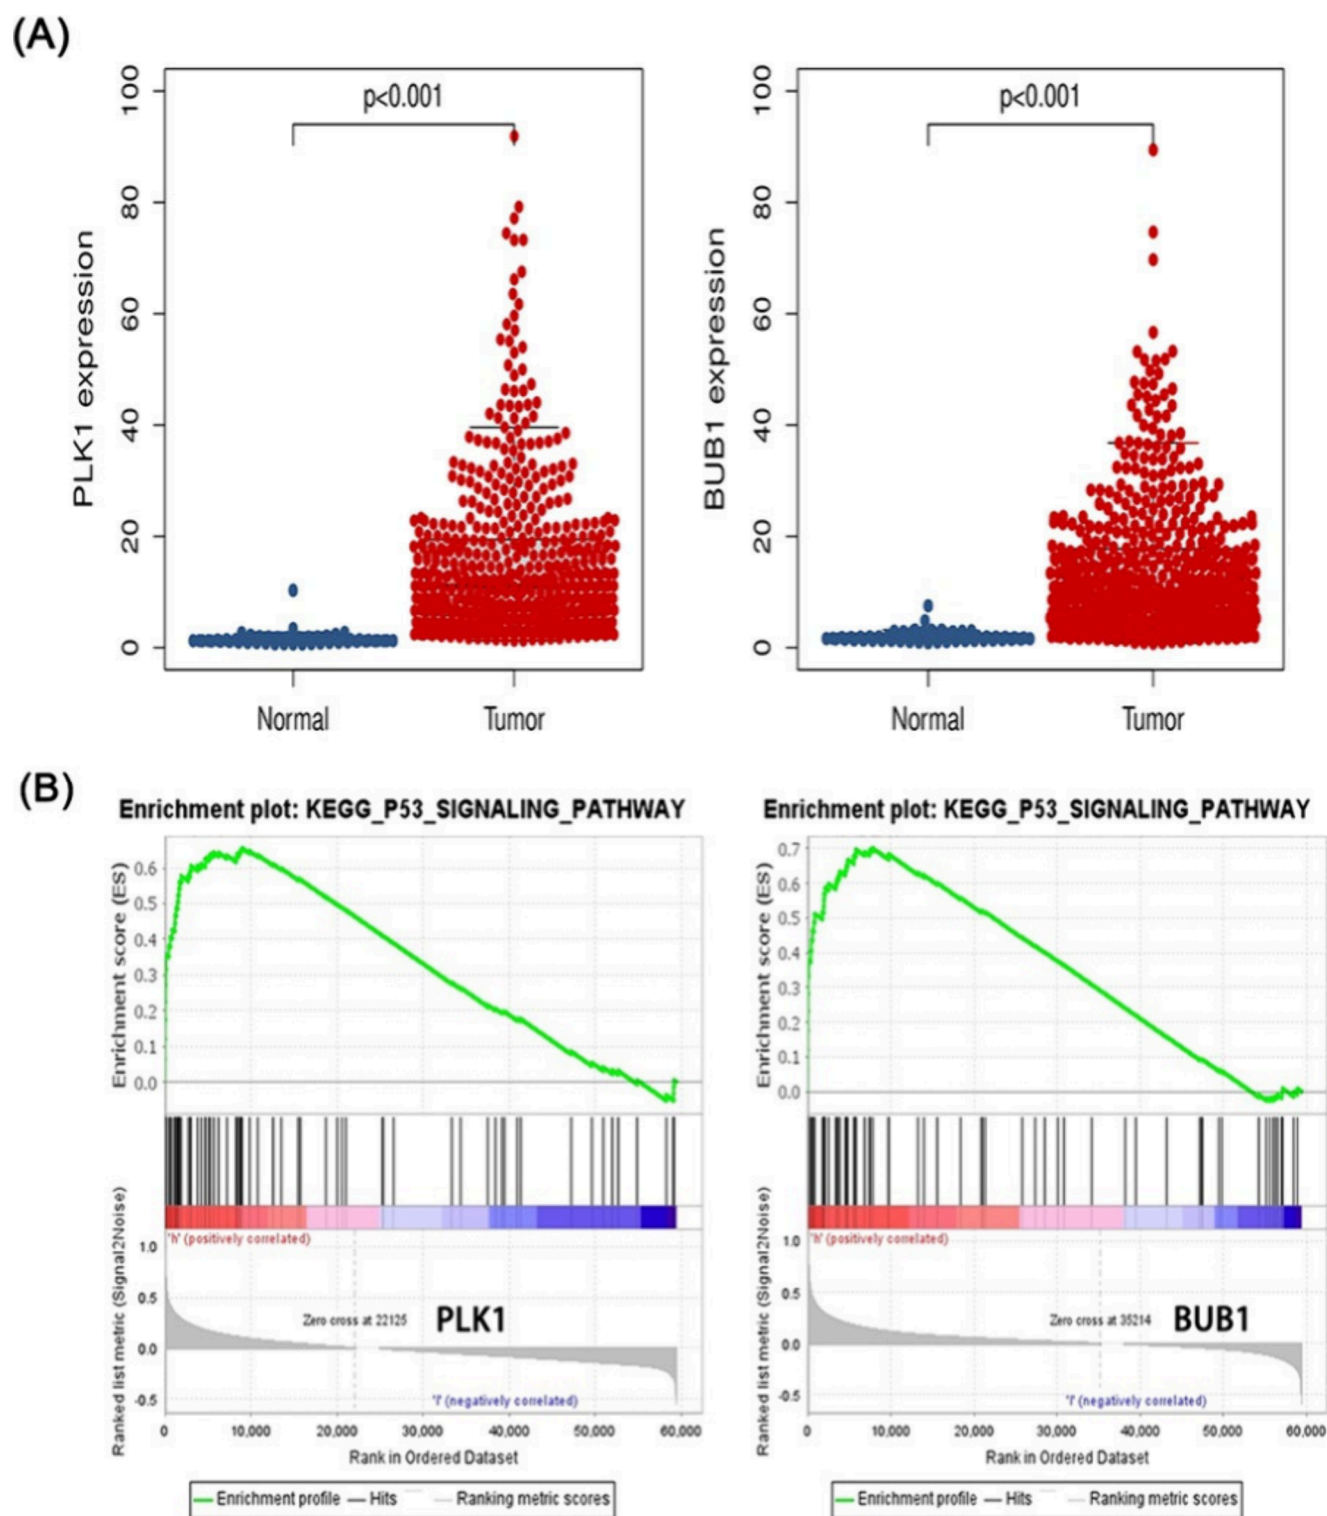 (A)
p<0.001
100
80
60
40
20
0
PLK1 expression
Normal
Tumor
p<0.001
100
80
60
40
20
0
BUB1 expression
Normal
Tumor
(B)
Enrichment plot: KEGG_P53_SIGNALING_PATHWAY
Enrichment score (ES)
0.6
0.5
0.4
0.3
0.2
0.1
0.0
'h' (positively correlated)
Ranked list metric (Signal2Noise)
1.0
0.5
0.0
-0.5
Zero cross at 22125
PLK1
'l' (negatively correlated)
0 10,000 20,000 30,000 40,000 50,000 60,000
Rank in Ordered Dataset
Enrichment profile Hits Ranking metric scores
Enrichment plot: KEGG_P53_SIGNALING_PATHWAY
Enrichment score (ES)
0.7
0.6
0.5
0.4
0.3
0.2
0.1
0.0
'h' (positively correlated)
Ranked list metric (Signal2Noise)
1.0
0.5
0.0
-0.5
Zero cross at 35214
BUB1
'l' (negatively correlated)
0 10,000 20,000 30,000 40,000 50,000 60,000
Rank in Ordered Dataset
Enrichment profile Hits Ranking metric scores